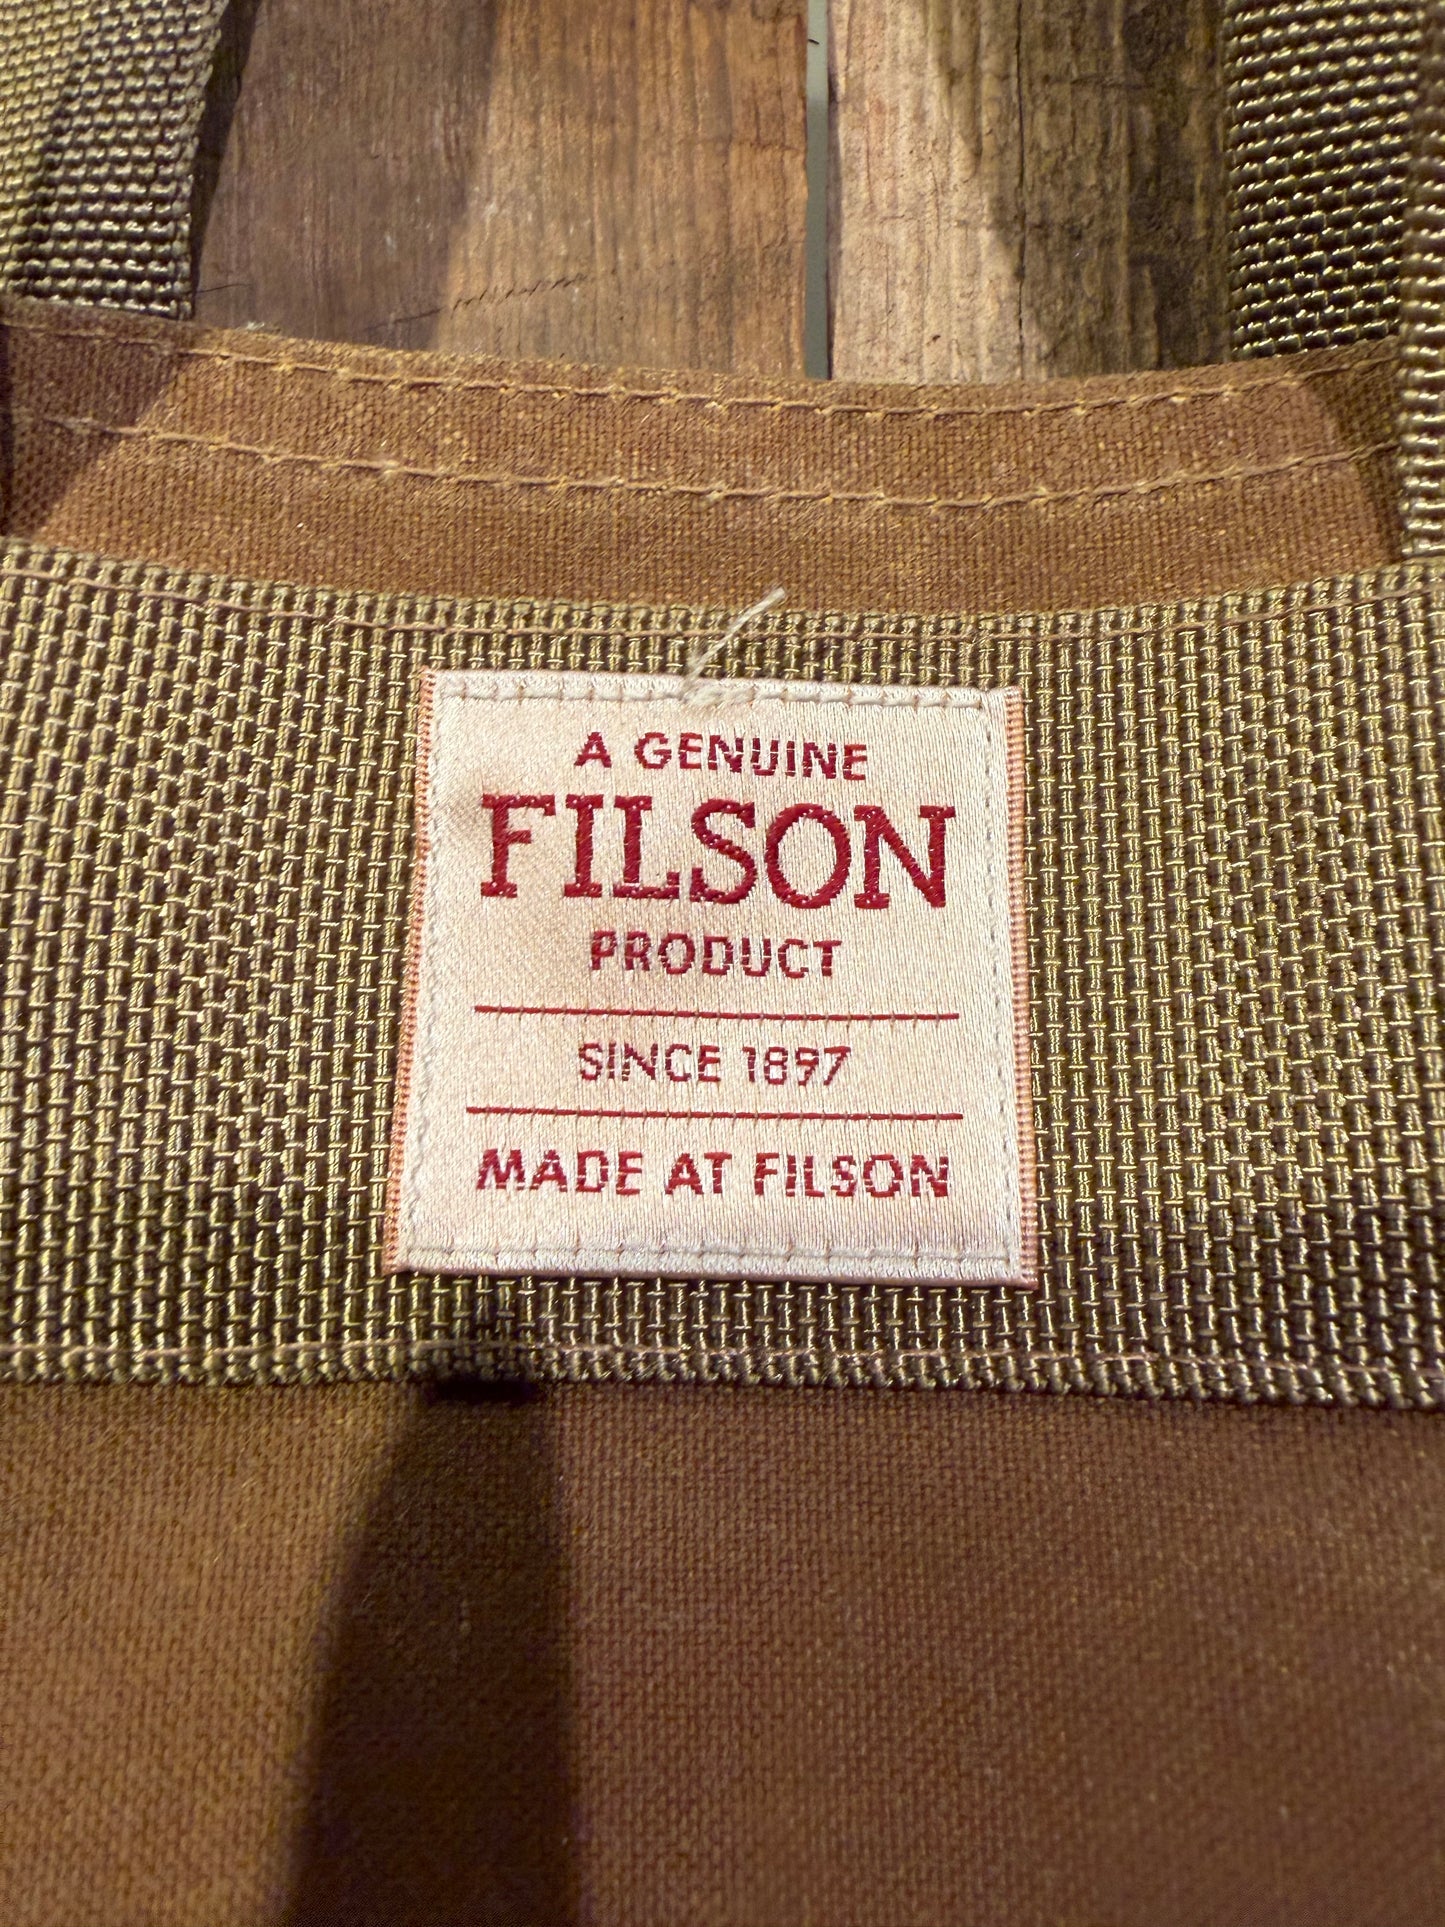 A GENUINE
FILSON
PRODUCT
SINCE 1897
MADE AT FILSON